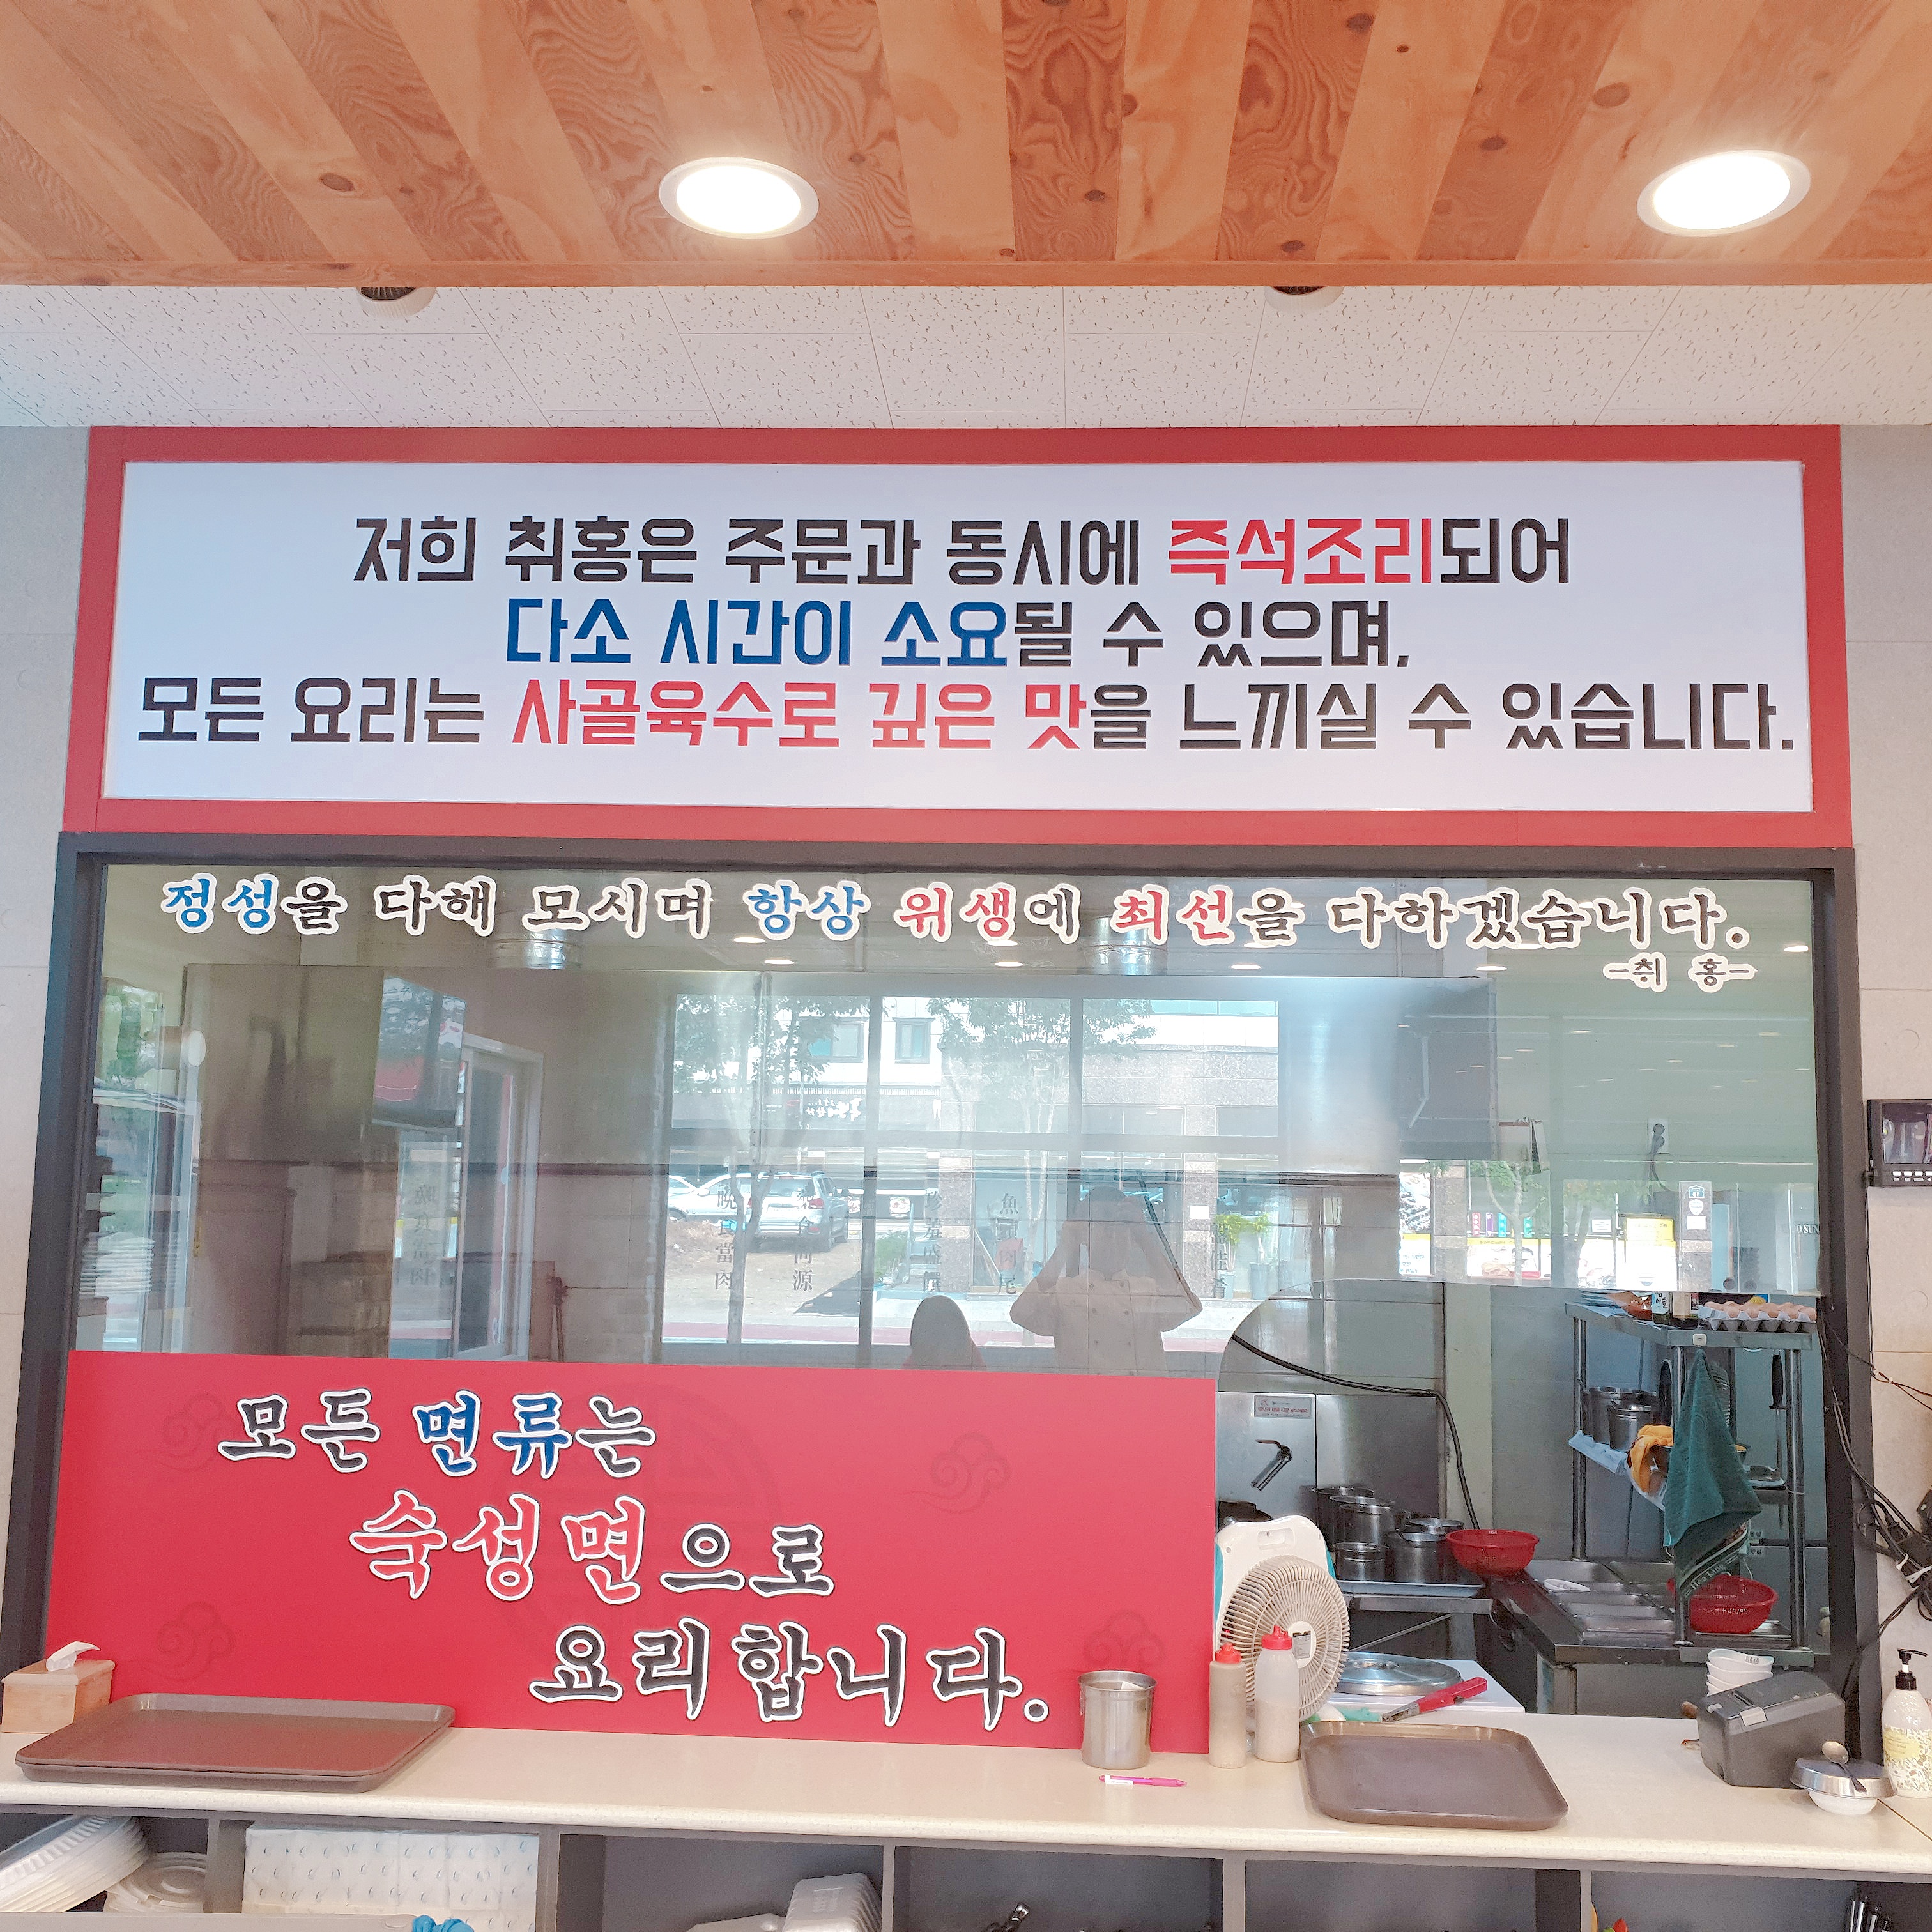 저희 취홍은 주문과 동시에 즉석조리되어
다소 시간이 소요될 수 있으며,
모든 요리는 사골육수로 깊은 맛을 느끼실 수 있습니다.
정성을 다해 모시며 항상 위생에 최선을 다하겠습니다.
-취 홍-
모든 면류는
숙성면으로
요리합니다.